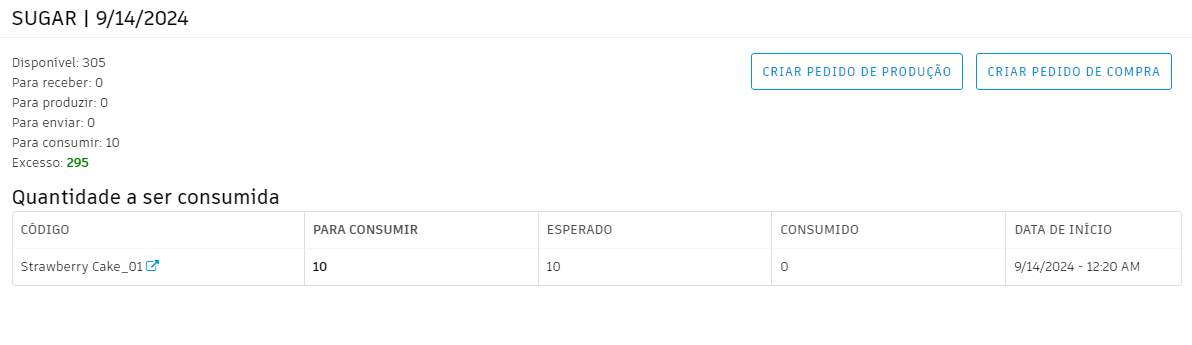 SUGAR | 9/14/2024
Disponível: 305
Para receber: 0
Para produzir: 0
Para enviar: 0
Para consumir: 10
Excesso: 295
CRIAR PEDIDO DE PRODUÇÃO
CRIAR PEDIDO DE COMPRA
Quantidade a ser consumida
CÓDIGO PARA CONSUMIR ESPERADO CONSUMIDO DATA DE INÍCIO
Strawberry Cake_01 10 10 0 9/14/2024 - 12:20 AM